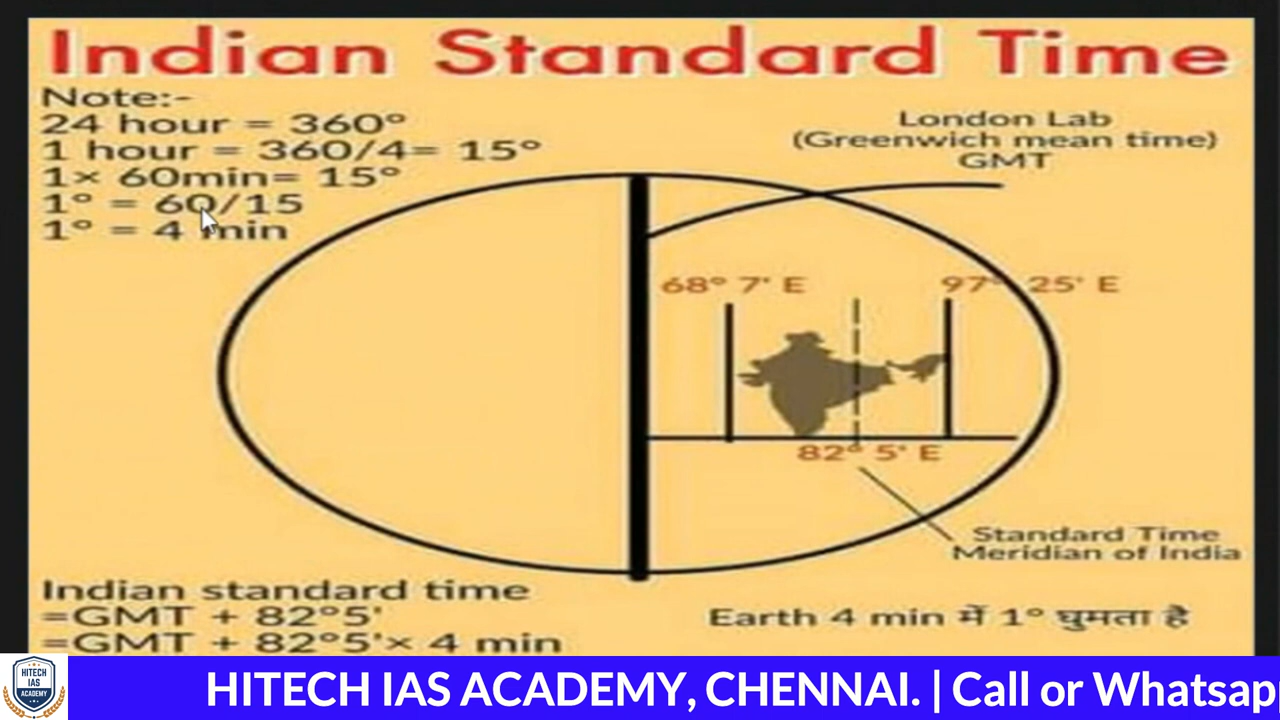 Indian Standard Time
Note:-
24 hour = 360°
1 hour = 360/4= 15°
1× 60min= 15°
1° = 60/15
1° = 4 min
London Lab
(Greenwich mean time)
GMT
68° 7' E
97° 25' E
82° 5' E
Standard Time
Meridian of India
Indian standard time
=GMT + 82°5'
=GMT + 82°5'× 4 min
Earth 4 min में 1° घुमता है
HITECH IAS ACADEMY
HITECH IAS ACADEMY, CHENNAI. | Call or Whatsap